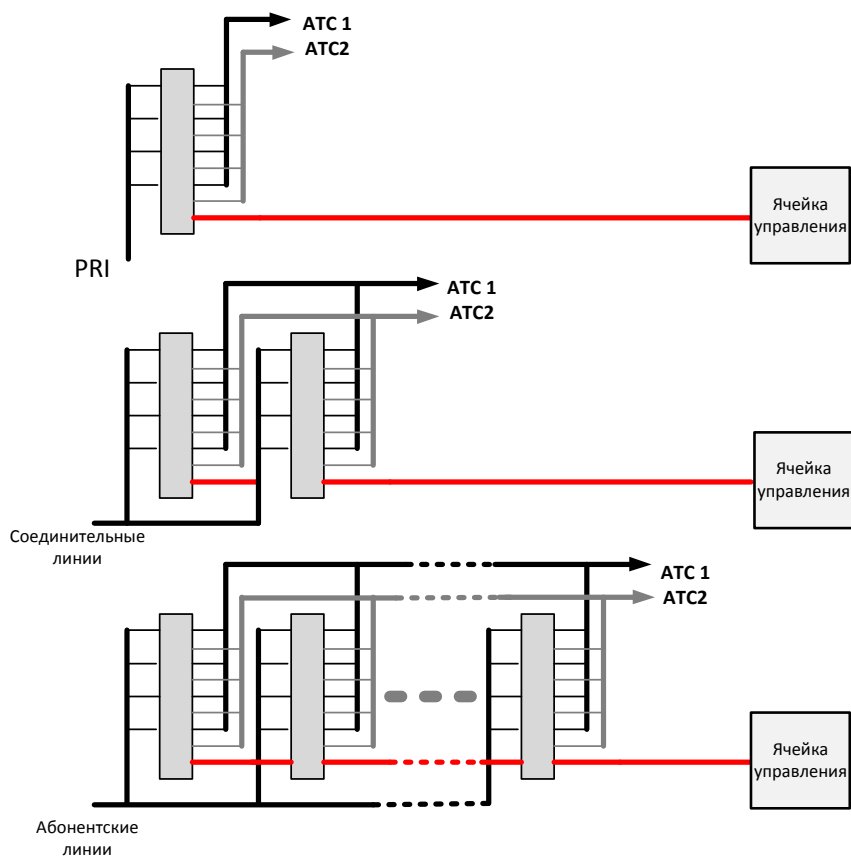 АТС 1
АТС2
Ячейка
управления
PRI
АТС 1
АТС2
Ячейка
управления
Соединительные
линии
АТС 1
АТС2
Ячейка
управления
Абонентские
линии